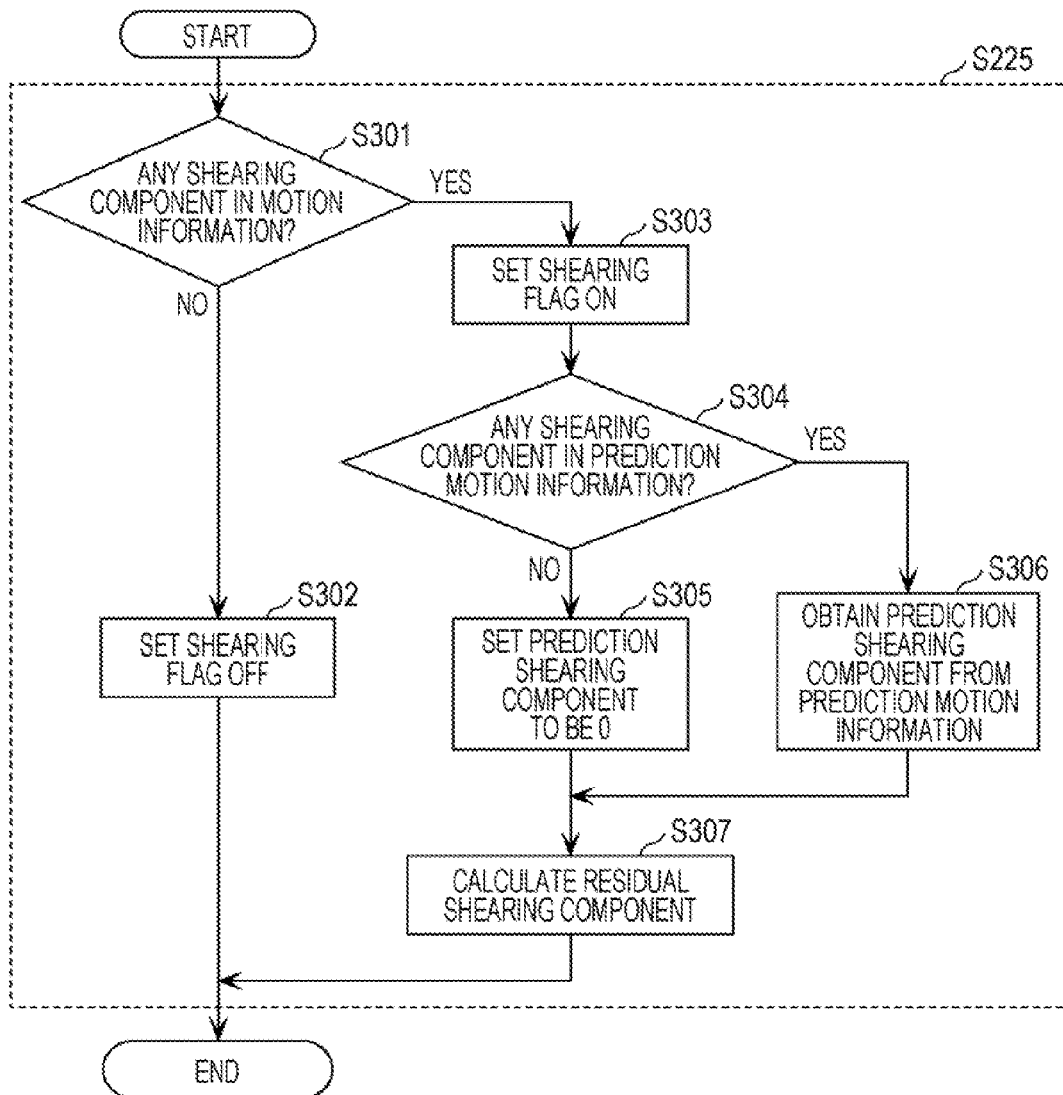 START
S225
S301
ANY SHEARING
COMPONENT IN MOTION
INFORMATION?
YES
NO
S303
SET SHEARING
FLAG ON
S304
ANY SHEARING
COMPONENT IN PREDICTION
MOTION INFORMATION?
YES
NO
S302
SET SHEARING
FLAG OFF
S305
SET PREDICTION
SHEARING
COMPONENT
TO BE 0
S306
OBTAIN PREDICTION
SHEARING
COMPONENT FROM
PREDICTION MOTION
INFORMATION
S307
CALCULATE RESIDUAL
SHEARING COMPONENT
END